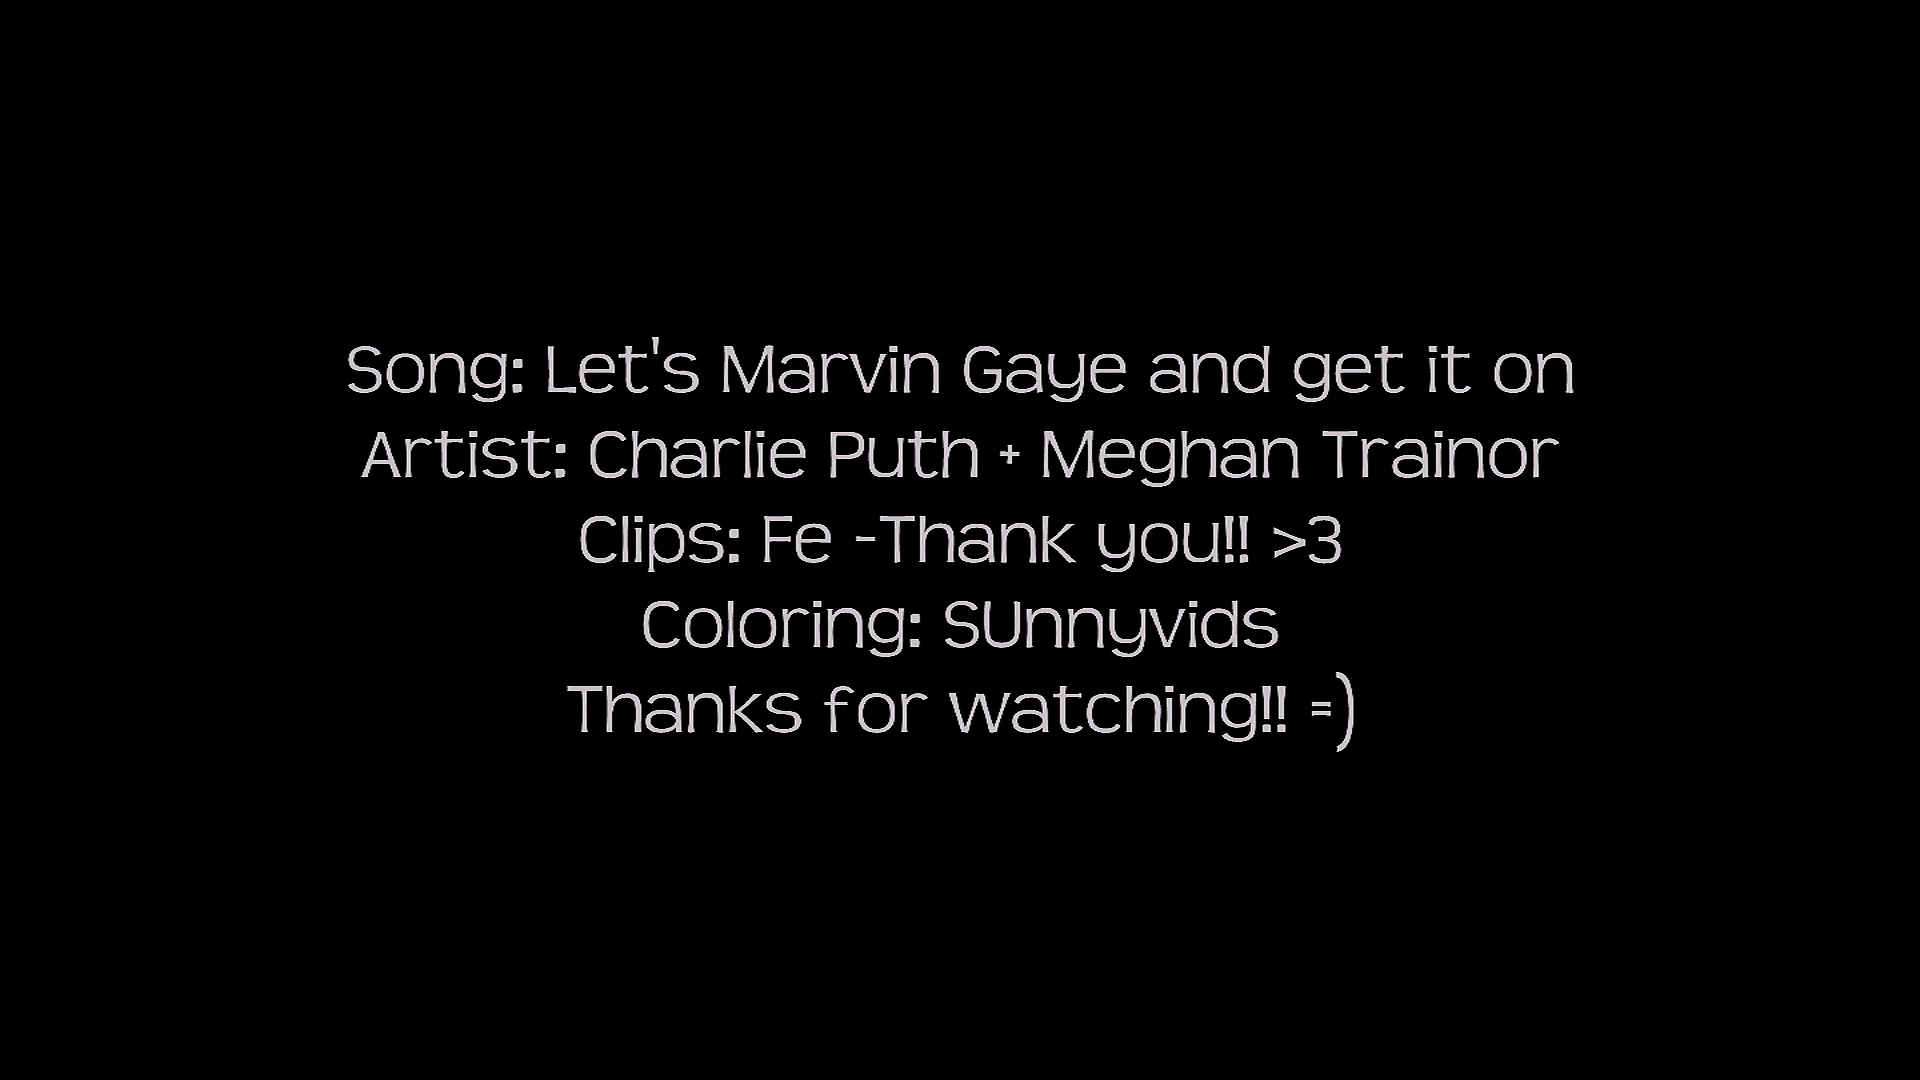 Song: Let's Marvin Gaye and get it on
Artist: Charlie Puth + Meghan Trainor
Clips: Fe -Thank you!! >3
Coloring: SUnnyvids
Thanks for watching!! =)